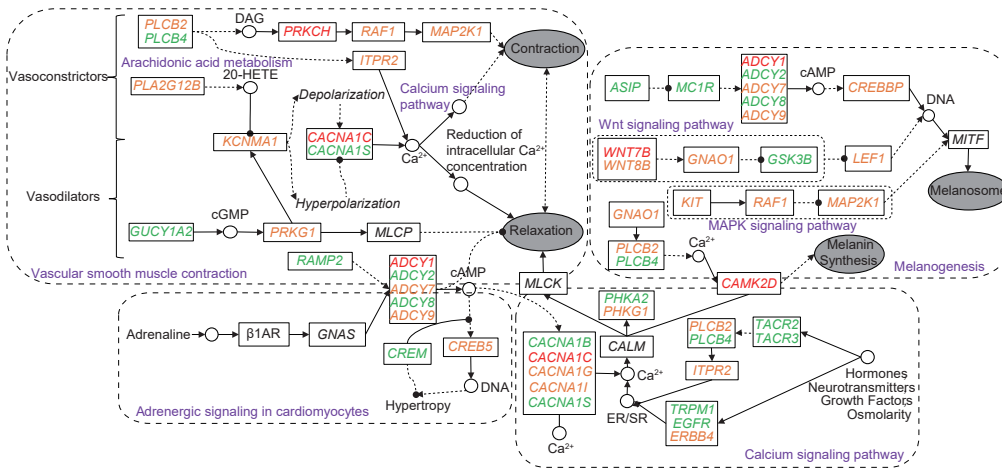 DAG
PLCB2
PLCB4
PRKCH
RAF1
MAP2K1
Contraction
Arachidonic acid metabolism
ITPR2
Vasoconstrictors
20-HETE
PLA2G12B
Calcium signaling
pathway
Depolarization
KCNMA1
CACNA1C
CACNA1S
Ca2+
Reduction of
intracellular Ca2+
concentration
Vasodilators
Hyperpolarization
cGMP
GUCY1A2
PRKG1
MLCP
Relaxation
Vascular smooth muscle contraction
RAMP2
ADCY1
ADCY2
ADCY7
ADCY8
ADCY9
cAMP
MLCK
Adrenaline
β1AR
GNAS
CREM
CREB5
DNA
Hypertropy
Adrenergic signaling in cardiomyocytes
ASIP
MC1R
ADCY1
ADCY2
ADCY7
ADCY8
ADCY9
cAMP
CREBBP
DNA
Wnt signaling pathway
WNT7B
WNT8B
GNAO1
GSK3B
LEF1
MITF
Melanosome
KIT
RAF1
MAP2K1
MAPK signaling pathway
GNAO1
PLCB2
PLCB4
Ca2+
Melanin
Synthesis
Melanogenesis
CAMK2D
PHKA2
PHKG1
CALM
CACNA1B
CACNA1C
CACNA1G
CACNA1I
CACNA1S
Ca2+
Ca2+
ER/SR
PLCB2
PLCB4
TACR2
TACR3
ITPR2
TRPM1
EGFR
ERBB4
Hormones
Neurotransmitters
Growth Factors
Osmolarity
Calcium signaling pathway